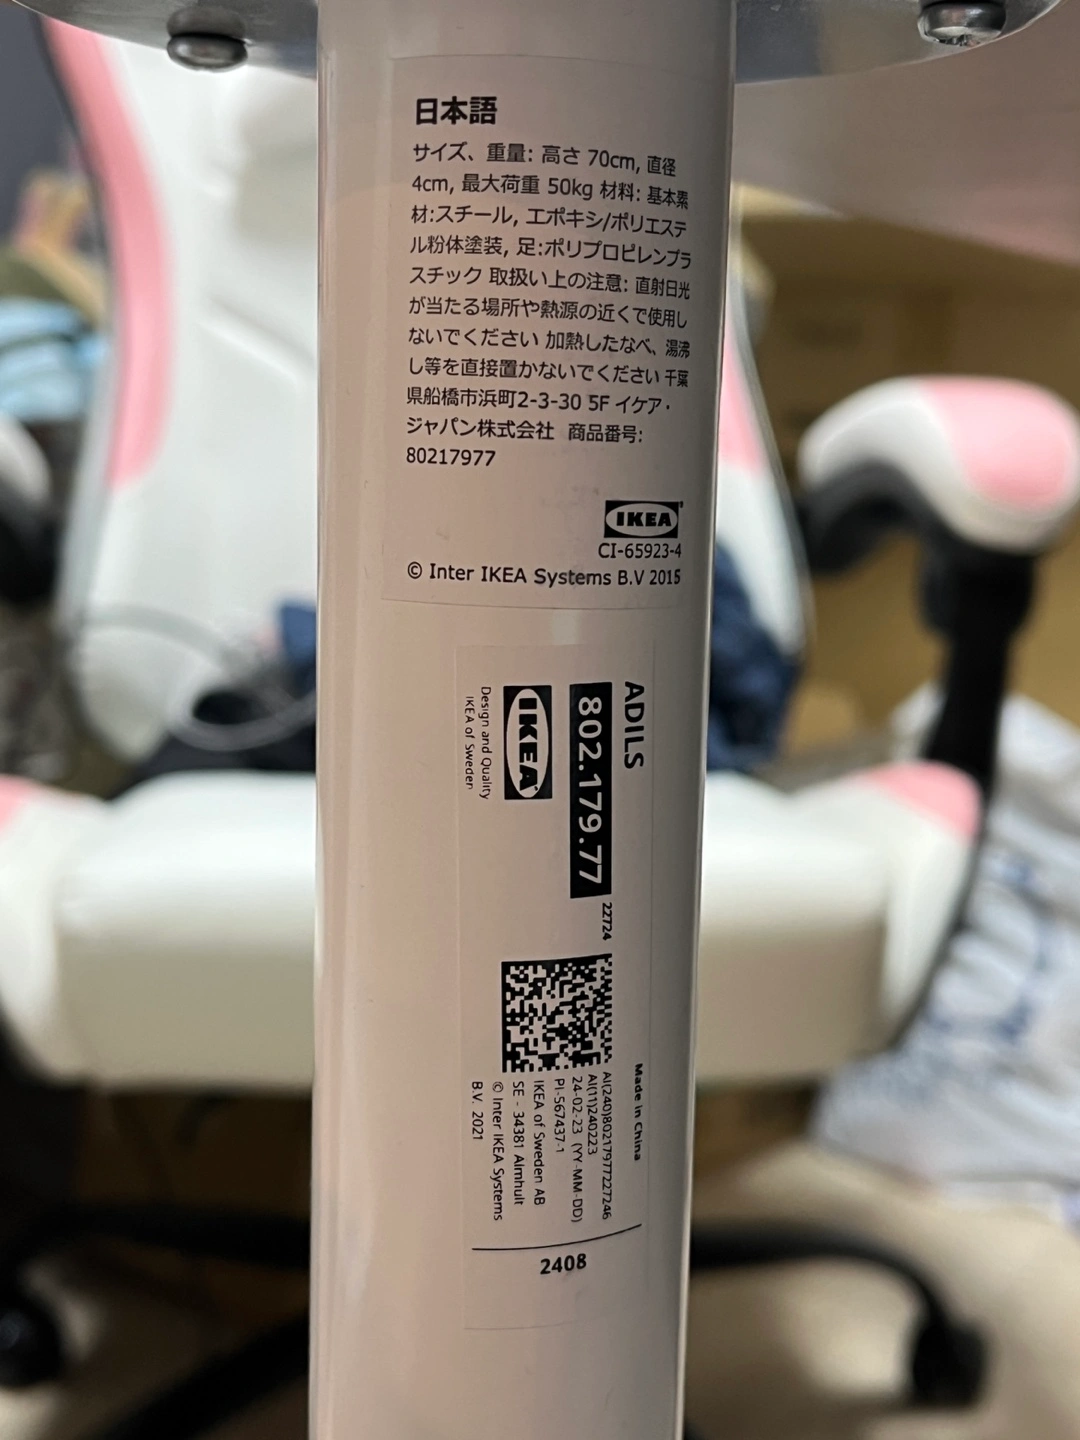 日本語
サイズ、重量: 高さ 70cm, 直径
4cm, 最大荷重 50kg 材料: 基本素
材:スチール, エポキシ/ポリエステ
ル粉体塗装, 足:ポリプロピレンプラ
スチック 取扱い上の注意: 直射日光
が当たる場所や熱源の近くで使用し
ないでください 加熱したなべ、湯沸
し等を直接置かないでください 千葉
県船橋市浜町2-3-30 5F イケア・
ジャパン株式会社 商品番号:
80217977
IKEA
CI-65923-4
© Inter IKEA Systems B.V 2015
ADILS
802.179.77
22724
IKEA
Design and Quality
IKEA of Sweden
Made in China
AI(240)80217977227246
AI(11)240223
24-02-23 (YY-MM-DD)
PI-567437-1
IKEA of Sweden AB
SE - 34381 Älmhult
© Inter IKEA Systems
B.V. 2021
2408